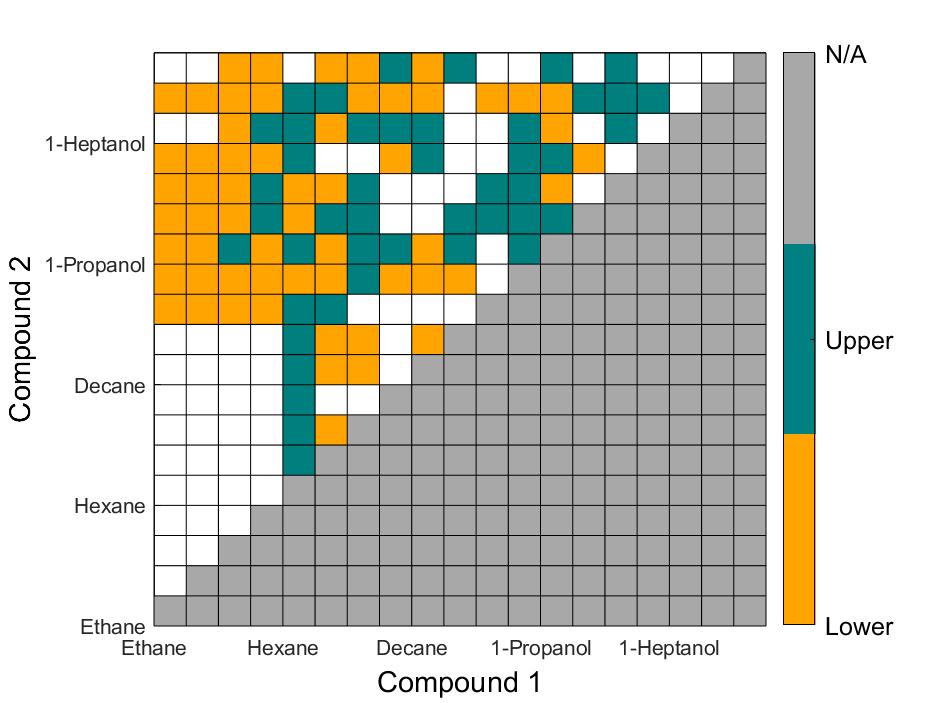 N/A
1-Heptanol
1-Propanol
Upper
Decane
Hexane
Ethane
Lower
Compound 2
Ethane Hexane Decane 1-Propanol 1-Heptanol
Compound 1